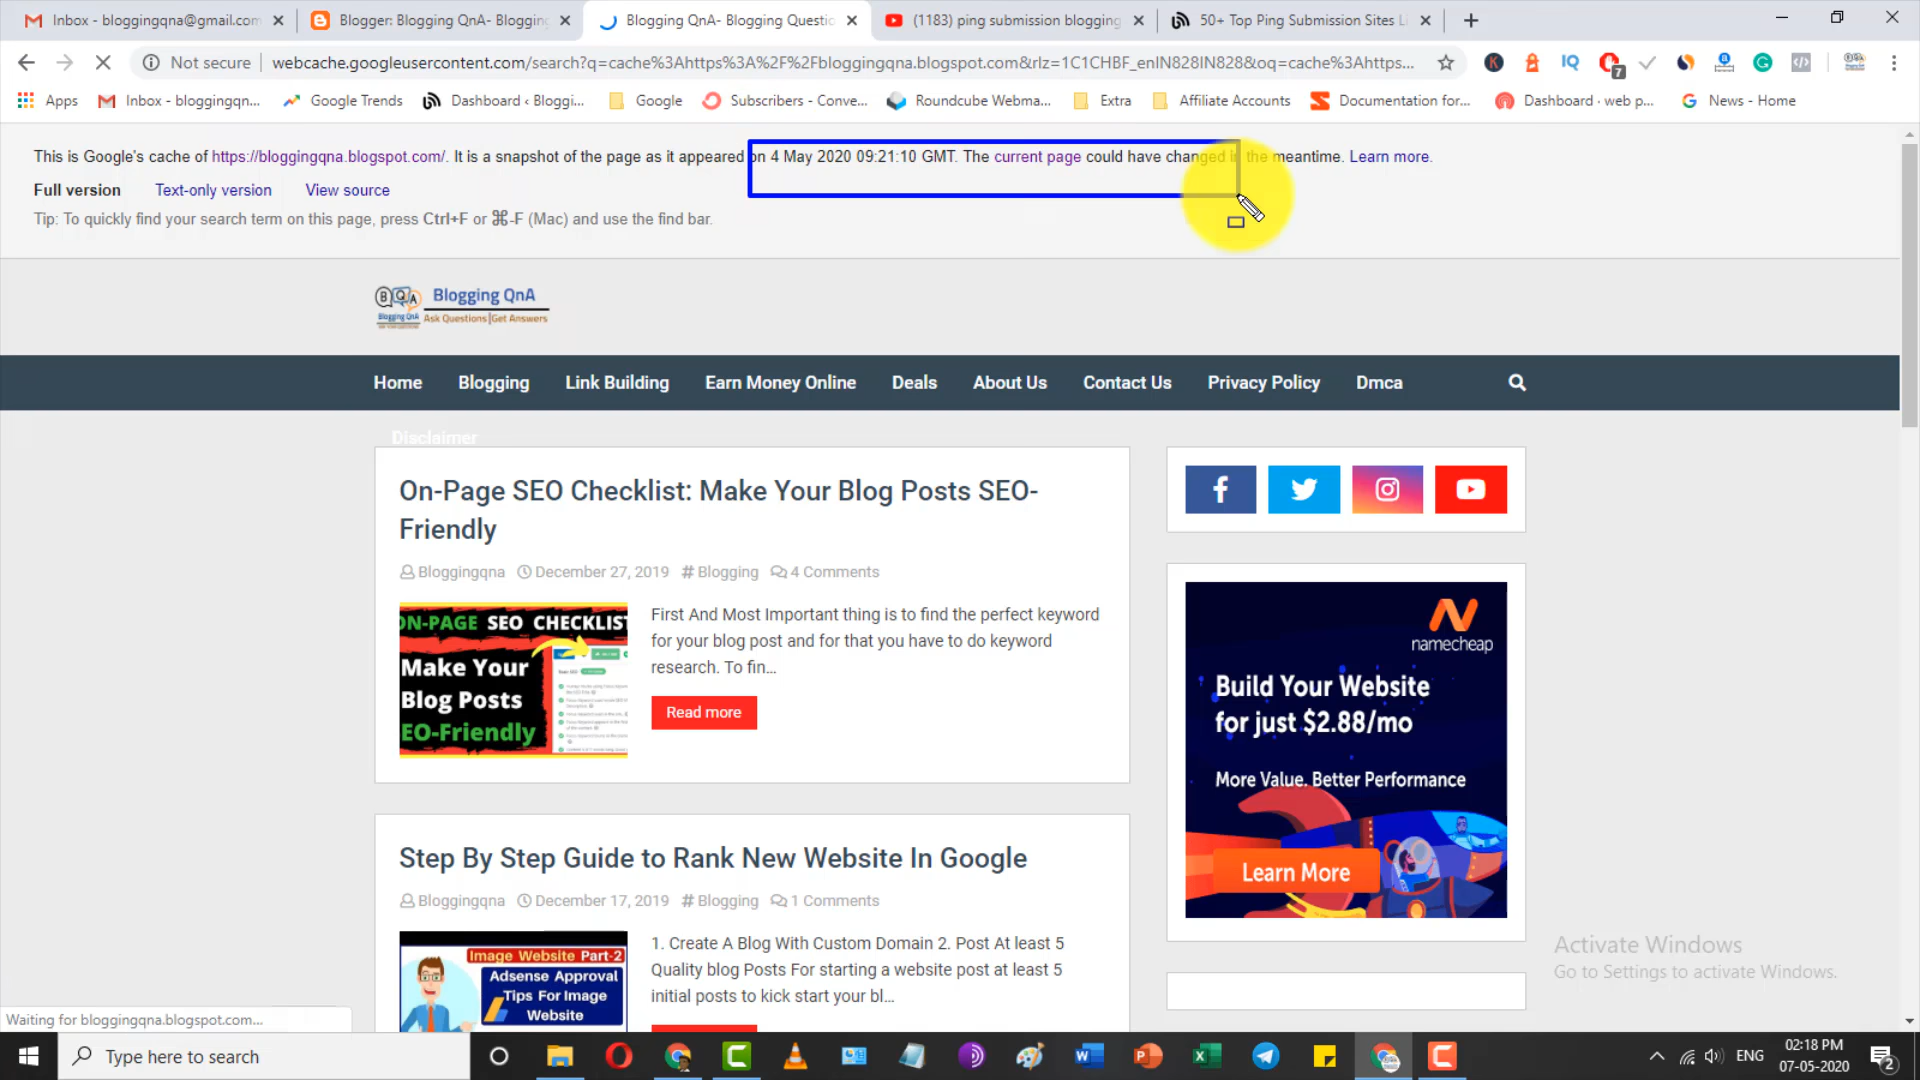 Inbox - bloggingqna@gmail.com
Blogger: Blogging QnA- Blogging
Blogging QnA- Blogging Questio
(1183) ping submission blogging
50+ Top Ping Submission Sites Li
Not secure
webcache.googleusercontent.com/search?q=cache%3Ahttps%3A%2F%2Fbloggingqna.blogspot.com&rlz=1C1CHBF_enIN828IN828&oq=cache%3Ahttps...
7
Apps
Inbox - bloggingqn...
Google Trends
Dashboard ‹ Bloggi...
Google
Subscribers - Conve...
Roundcube Webma...
Extra
Affiliate Accounts
Documentation for...
Dashboard · web p...
News - Home
This is Google's cache of https://bloggingqna.blogspot.com/. It is a snapshot of the page as it appeared on 4 May 2020 09:21:10 GMT. The current page could have changed in the meantime. Learn more.
Full version Text-only version View source
Tip: To quickly find your search term on this page, press Ctrl+F or ⌘-F (Mac) and use the find bar.
BQA
Blogging QnA
Blogging QnA
Ask Questions|Get Answers
Home Blogging Link Building Earn Money Online Deals About Us Contact Us Privacy Policy Dmca
Disclaimer
On-Page SEO Checklist: Make Your Blog Posts SEO-
Friendly
Bloggingqna December 27, 2019 # Blogging 4 Comments
ON-PAGE SEO CHECKLIST
Make Your
Blog Posts
EO-Friendly
First And Most Important thing is to find the perfect keyword
for your blog post and for that you have to do keyword
research. To fin...
Read more
namecheap
Build Your Website
for just $2.88/mo
More Value. Better Performance
Learn More
Step By Step Guide to Rank New Website In Google
Bloggingqna December 17, 2019 # Blogging 1 Comments
Image Website Part-2
Adsense Approval
Tips For Image
Website
1. Create A Blog With Custom Domain 2. Post At least 5
Quality blog Posts For starting a website post at least 5
initial posts to kick start your bl...
Activate Windows
Go to Settings to activate Windows.
Waiting for bloggingqna.blogspot.com...
Type here to search
ENG
02:18 PM
07-05-2020
2